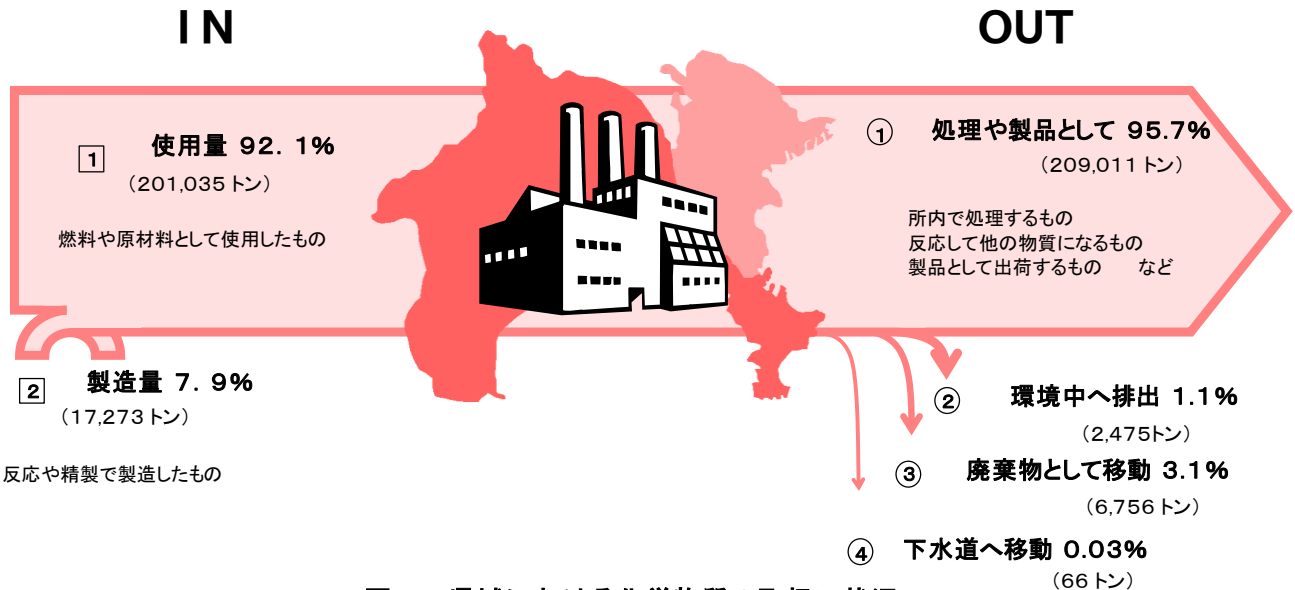 IN
OUT
1 使用量 92. 1%
（201,035トン）
燃料や原材料として使用したもの
2 製造量 7. 9%
（17,273トン）
反応や精製で製造したもの
① 処理や製品として 95.7%
（209,011トン）
所内で処理するもの
反応して他の物質になるもの
製品として出荷するもの　　など
② 環境中へ排出 1.1%
（2,475トン）
③ 廃棄物として移動 3.1%
（6,756トン）
④ 下水道へ移動 0.03%
（66トン）